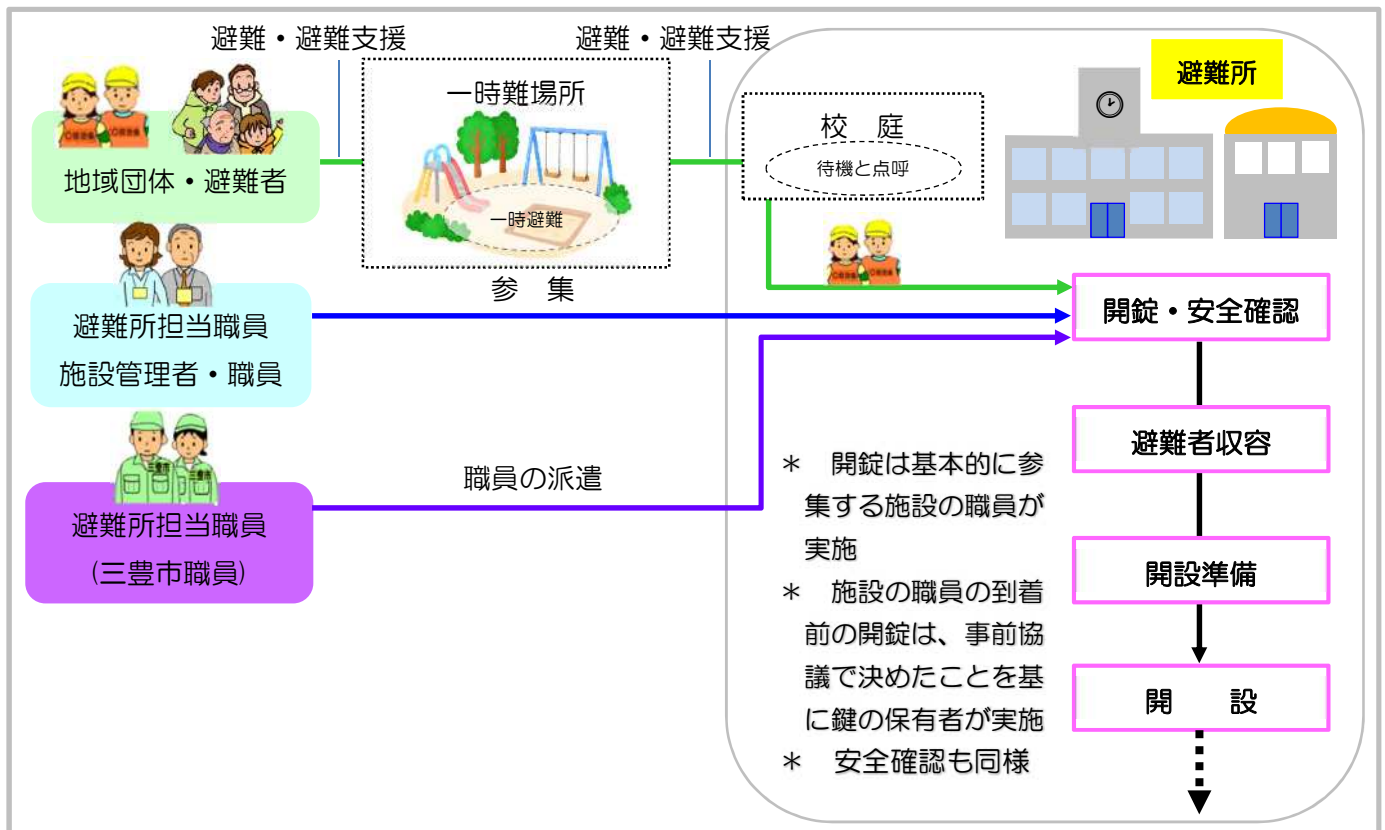 避難・避難支援
避難・避難支援
避難所
一時難場所
校　庭
待機と点呼
一時避難
地域団体・避難者
参　集
開錠・安全確認
避難所担当職員
施設管理者・職員
避難者収容
職員の派遣
避難所担当職員
(三豊市職員)
三豊市
三豊市
＊　開錠は基本的に参
集する施設の職員が
実施
＊　施設の職員の到着
前の開錠は、事前協
議で決めたことを基
に鍵の保有者が実施
＊　安全確認も同様
開設準備
開　　設